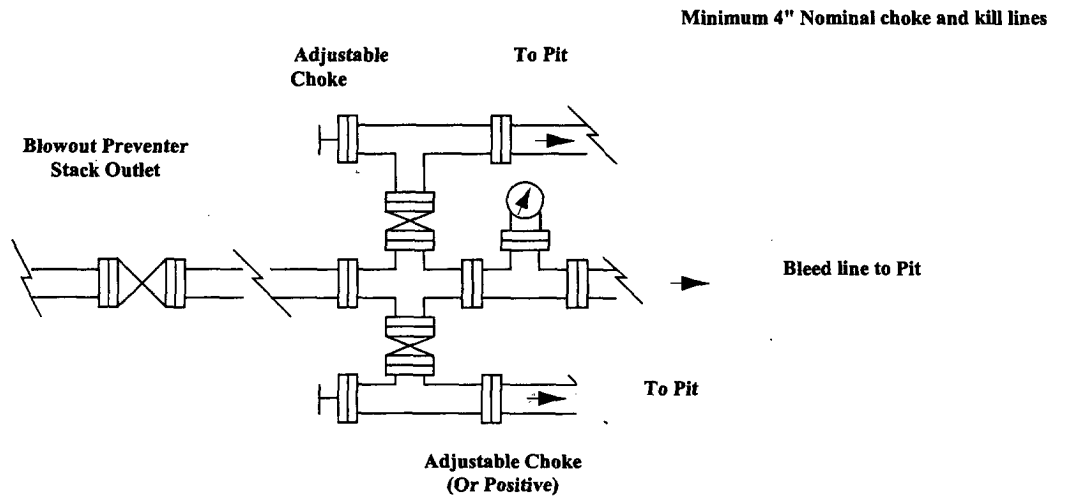 Minimum 4" Nominal choke and kill lines
Adjustable
Choke
To Pit
Blowout Preventer
Stack Outlet
Bleed line to Pit
To Pit
Adjustable Choke
(Or Positive)